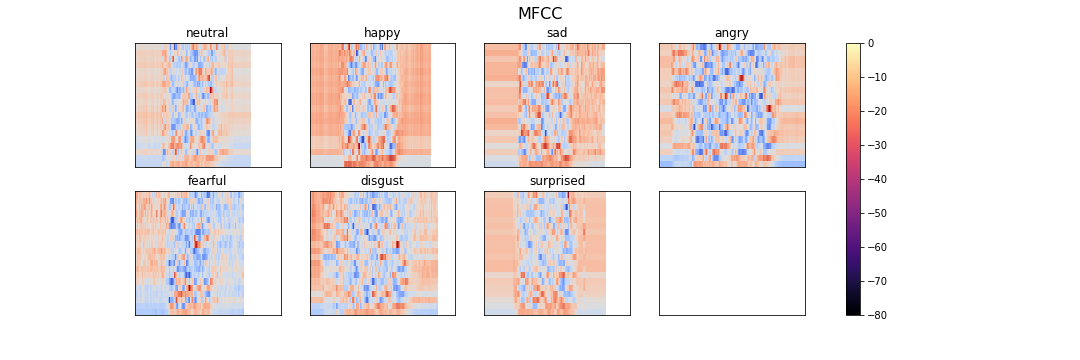 MFCC
neutral
happy
sad
angry
fearful
disgust
surprised
0
−10
−20
−30
−40
−50
−60
−70
−80